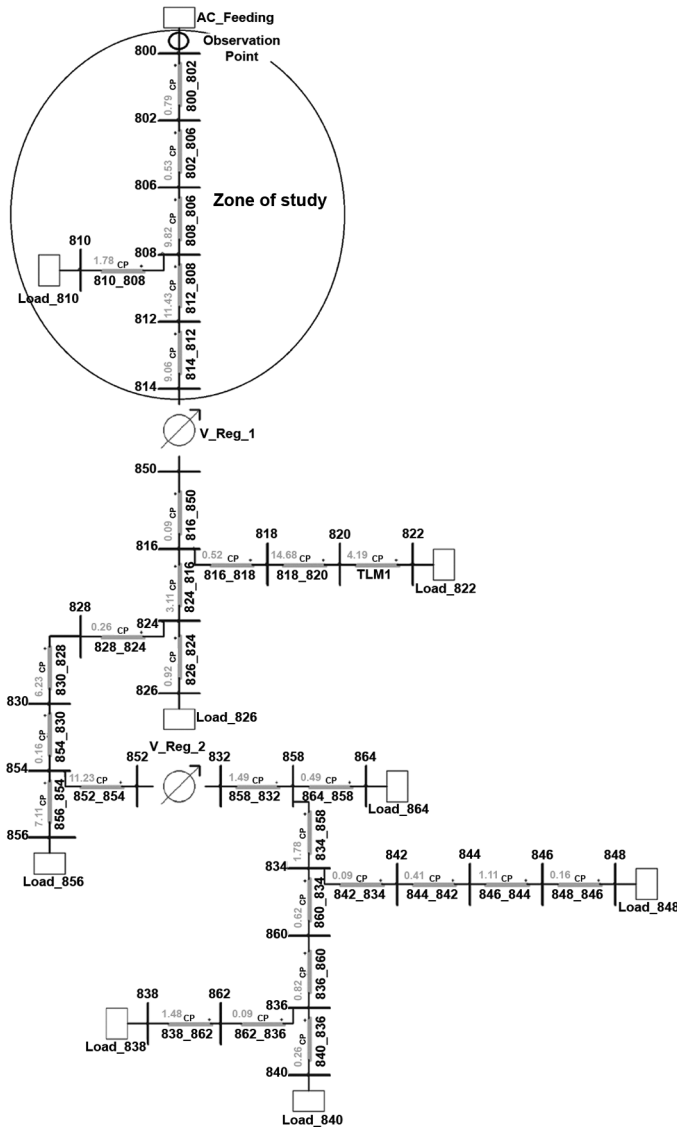 AC_Feeding
Observation
Point
800
0.79 CP
800_802
802
0.53 CP
802_806
806
Zone of study
9.82 CP
808_806
808
810
1.78 CP
810_808
Load_810
11.43 CP
812_808
812
9.06 CP
814_812
814
V_Reg_1
850
0.09 CP
816_850
816
818
820
822
0.52 CP
14.68 CP
4.19 CP
816_818
818_820
TLM1
Load_822
3.11 CP
824_816
824
828
0.26 CP
828_824
0.92 CP
826_824
826
Load_826
6.23 CP
830_828
830
0.16 CP
854_830
854
V_Reg_2
852
832
858
864
11.23 CP
852_854
1.49 CP
858_832
0.49 CP
864_858
Load_864
7.11 CP
856_854
856
Load_856
1.78 CP
834_858
834
842
844
846
848
0.09 CP
0.41 CP
1.11 CP
0.16 CP
842_834
844_842
846_844
848_846
Load_848
0.62 CP
860_834
860
0.82 CP
836_860
836
838
862
1.48 CP
0.09 CP
838_862
862_836
Load_838
0.26 CP
840_836
840
Load_840